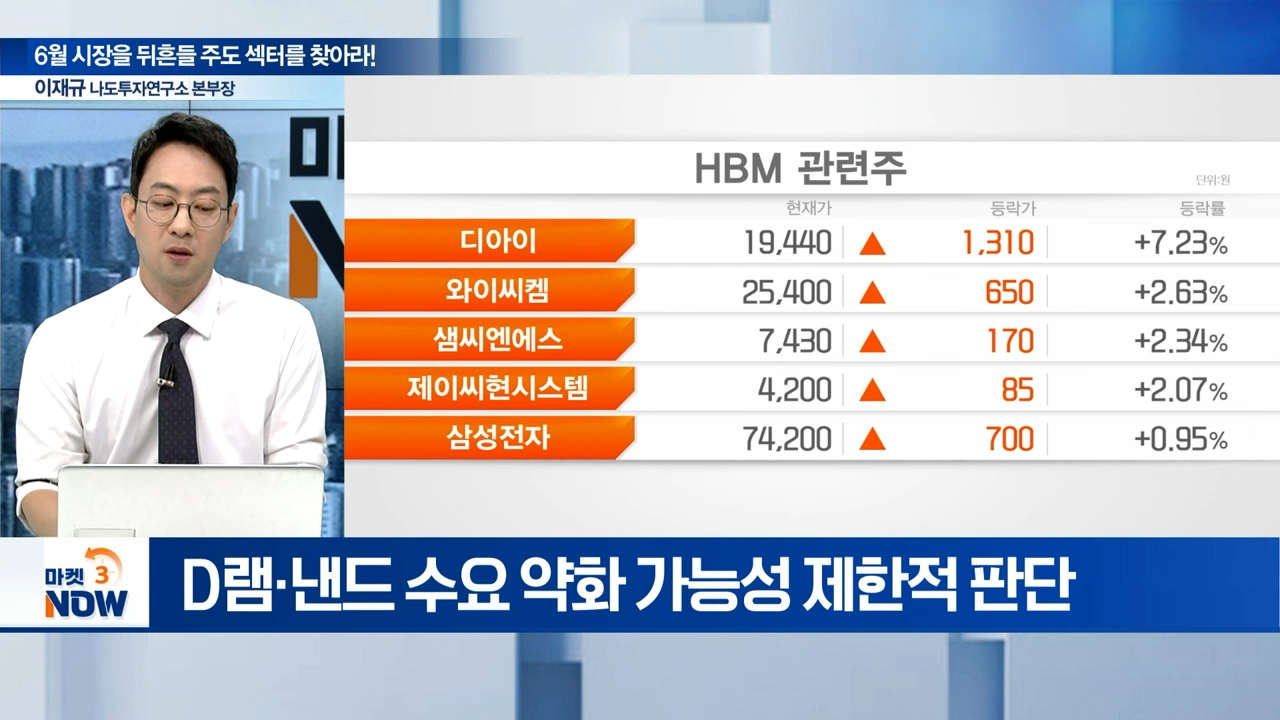 6월 시장을 뒤흔들 주도 섹터를 찾아라!
이재규 나도투자연구소 본부장
HBM 관련주
단위:원
현재가 등락가 등락률
디아이 19,440 ▲ 1,310 +7.23%
와이씨켐 25,400 ▲ 650 +2.63%
샘씨엔에스 7,430 ▲ 170 +2.34%
제이씨현시스템 4,200 ▲ 85 +2.07%
삼성전자 74,200 ▲ 700 +0.95%
마켓 3
NOW
D램·낸드 수요 약화 가능성 제한적 판단